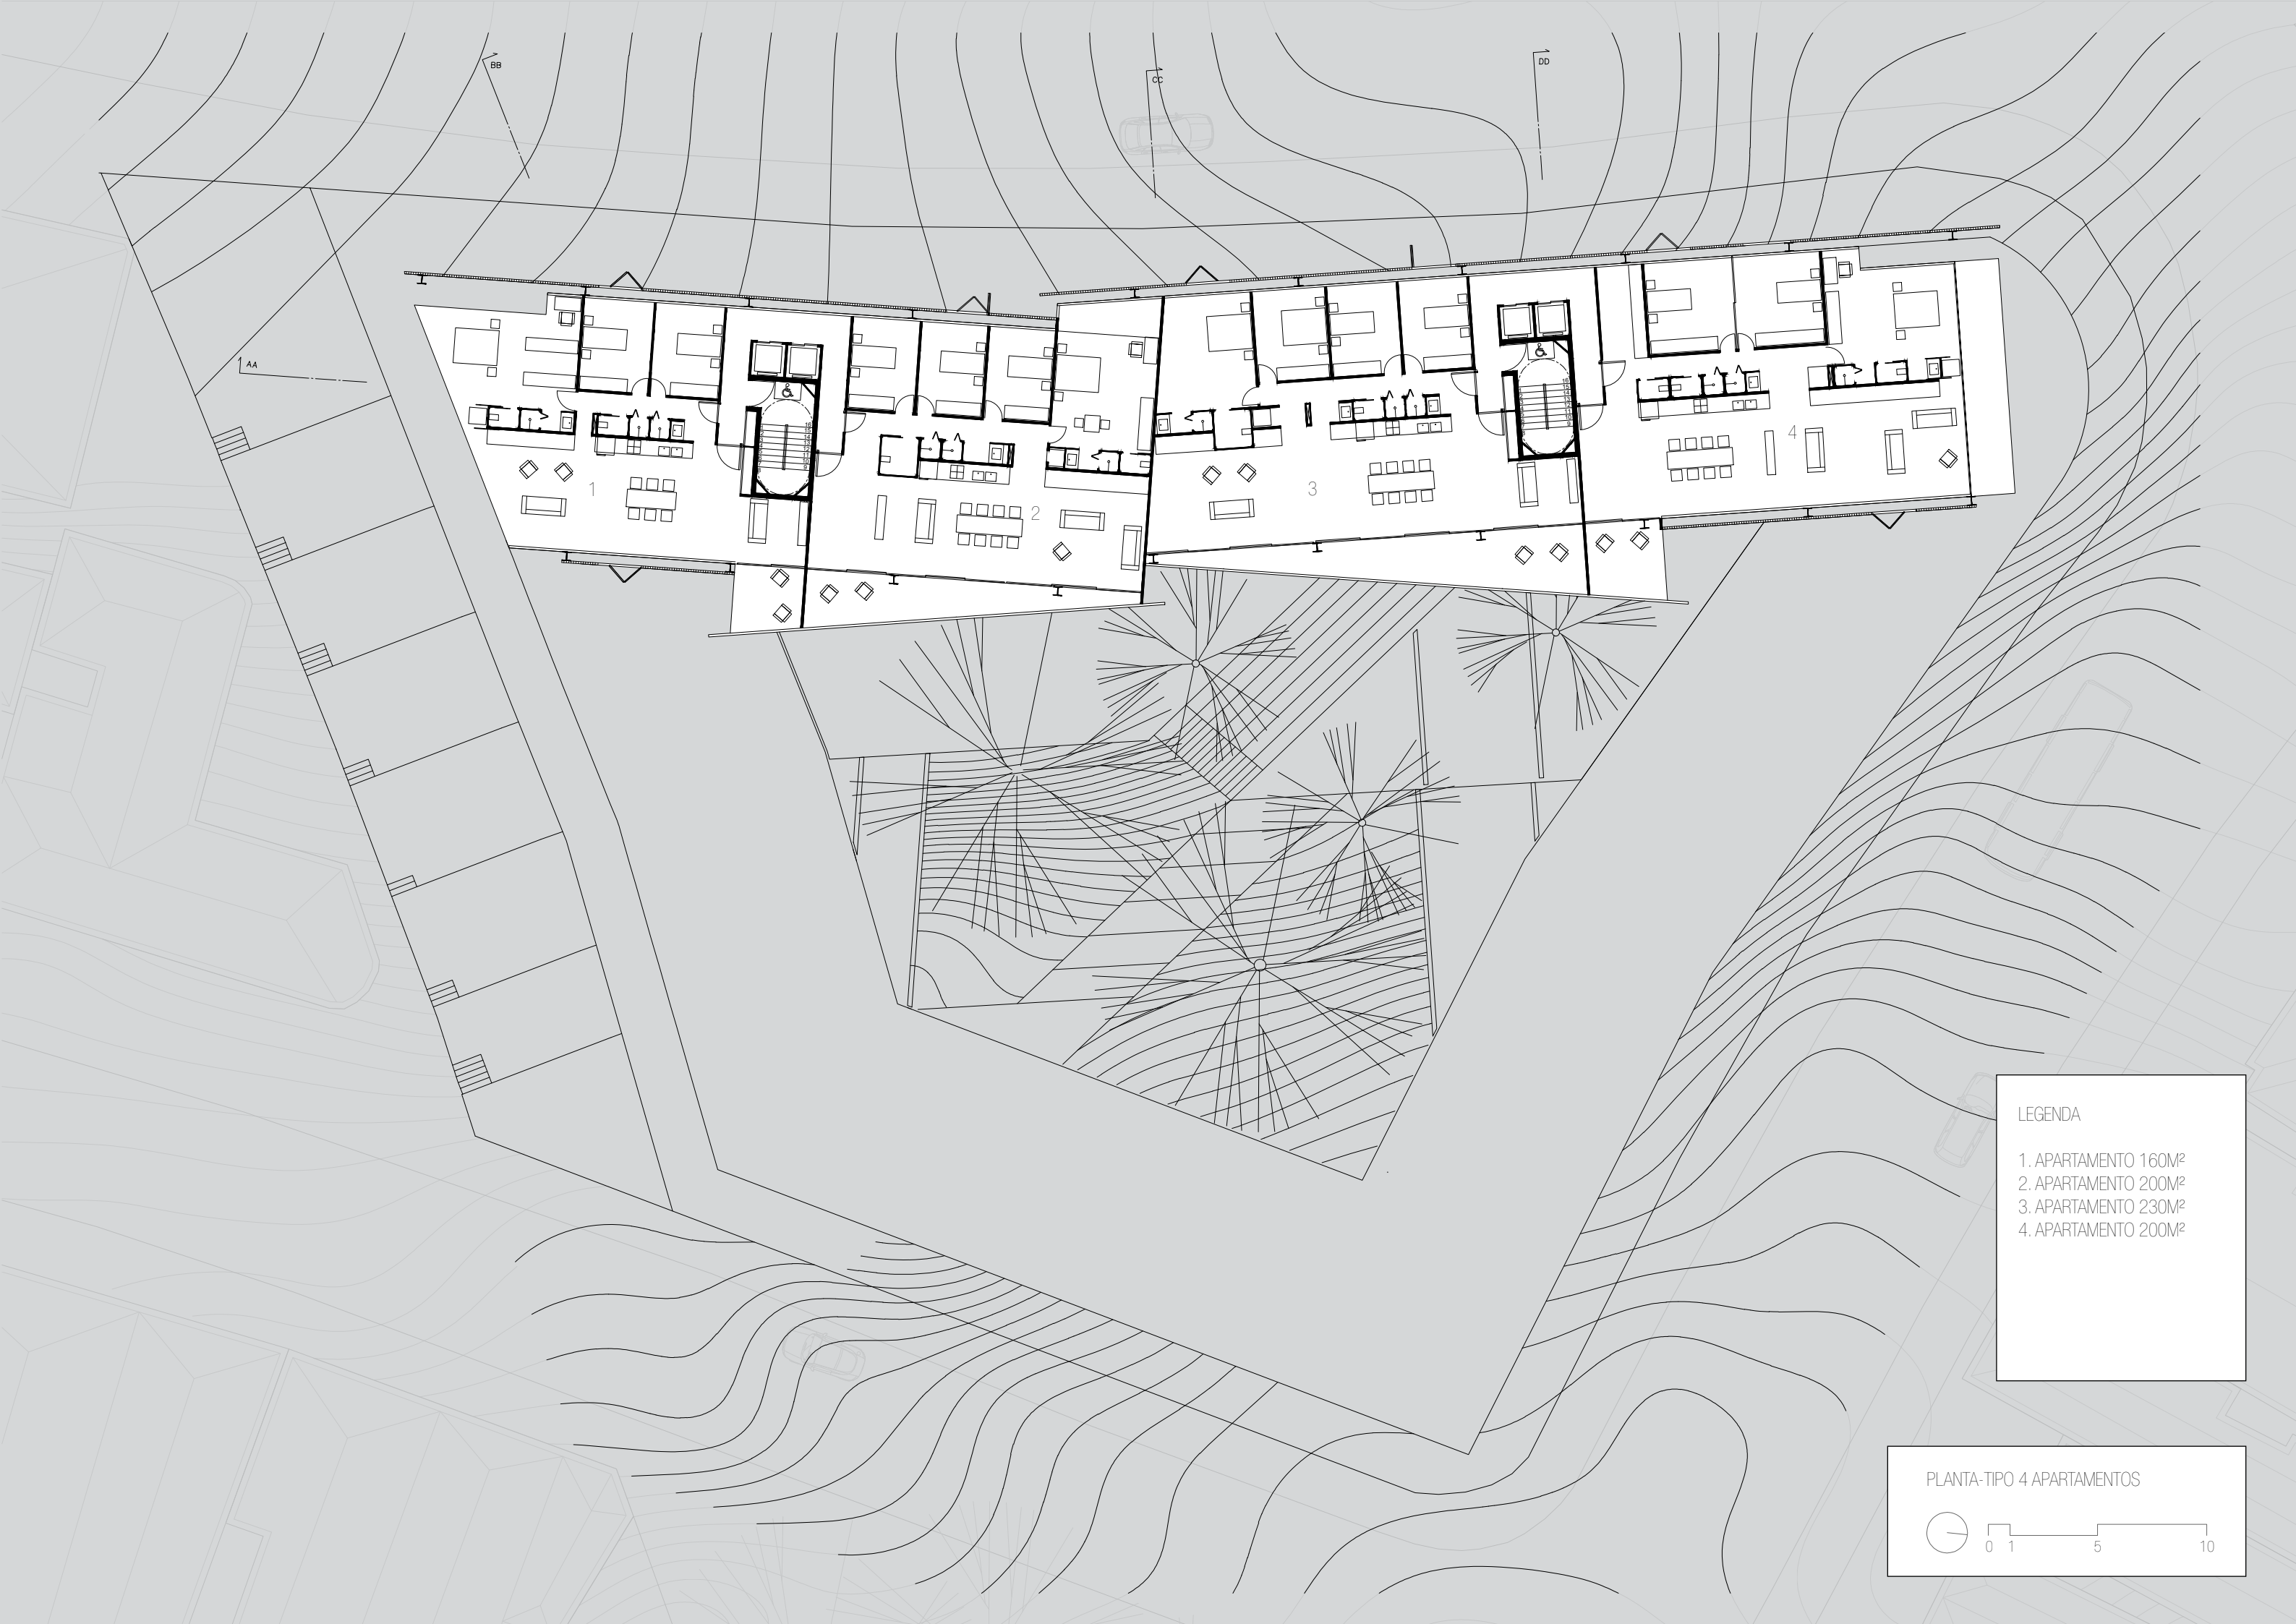 BB
CC
DD
AA
1
2
3
4
LEGENDA
1. APARTAMENTO 160M²
2. APARTAMENTO 200M²
3. APARTAMENTO 230M²
4. APARTAMENTO 200M²
PLANTA-TIPO 4 APARTAMENTOS
0 1 5 10